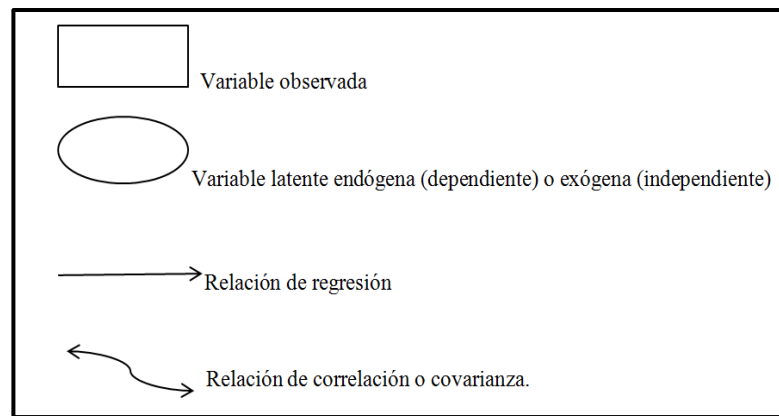 Variable observada
Variable latente endógena (dependiente) o exógena (independiente)
Relación de regresión
Relación de correlación o covarianza.